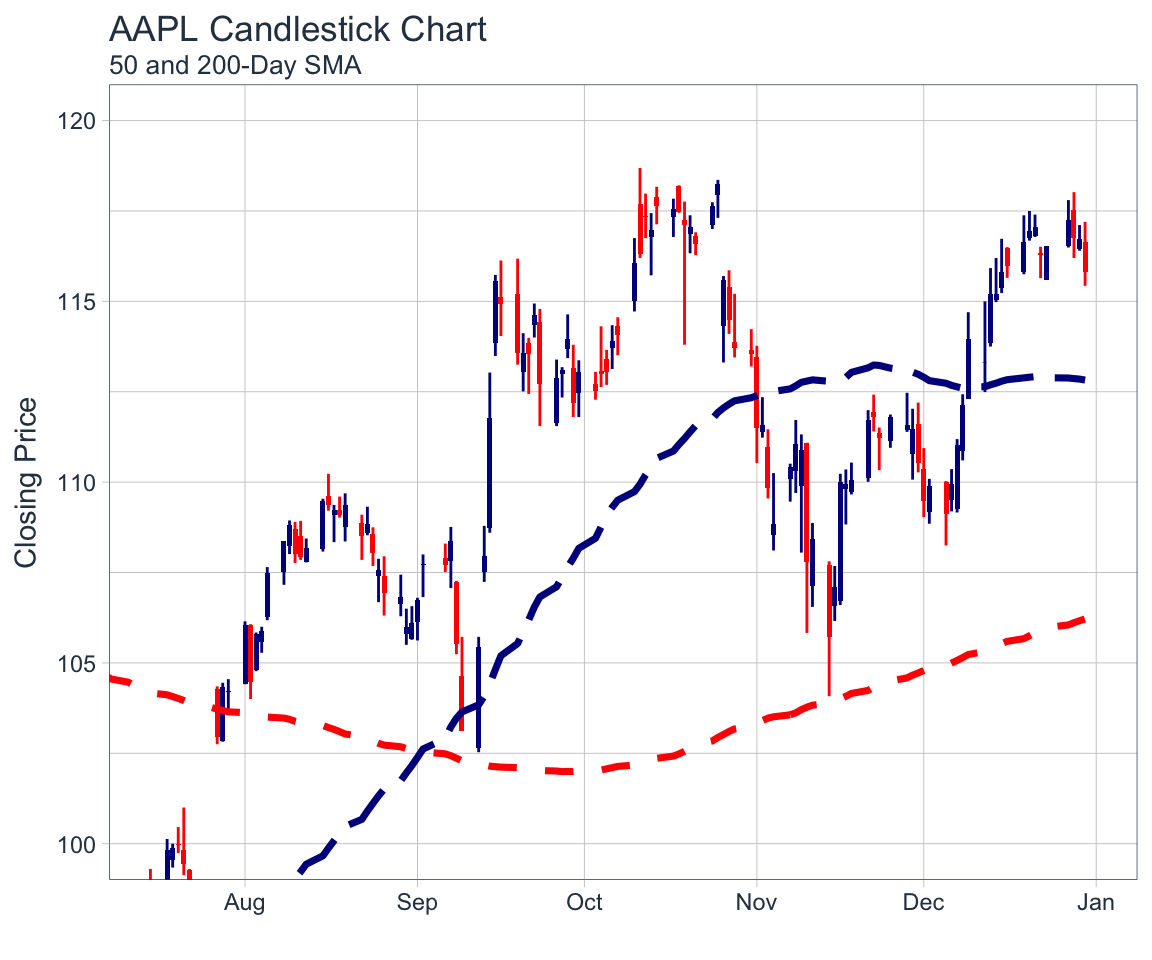 AAPL Candlestick Chart
50 and 200-Day SMA
Closing Price
120
115
110
105
100
Aug Sep Oct Nov Dec Jan